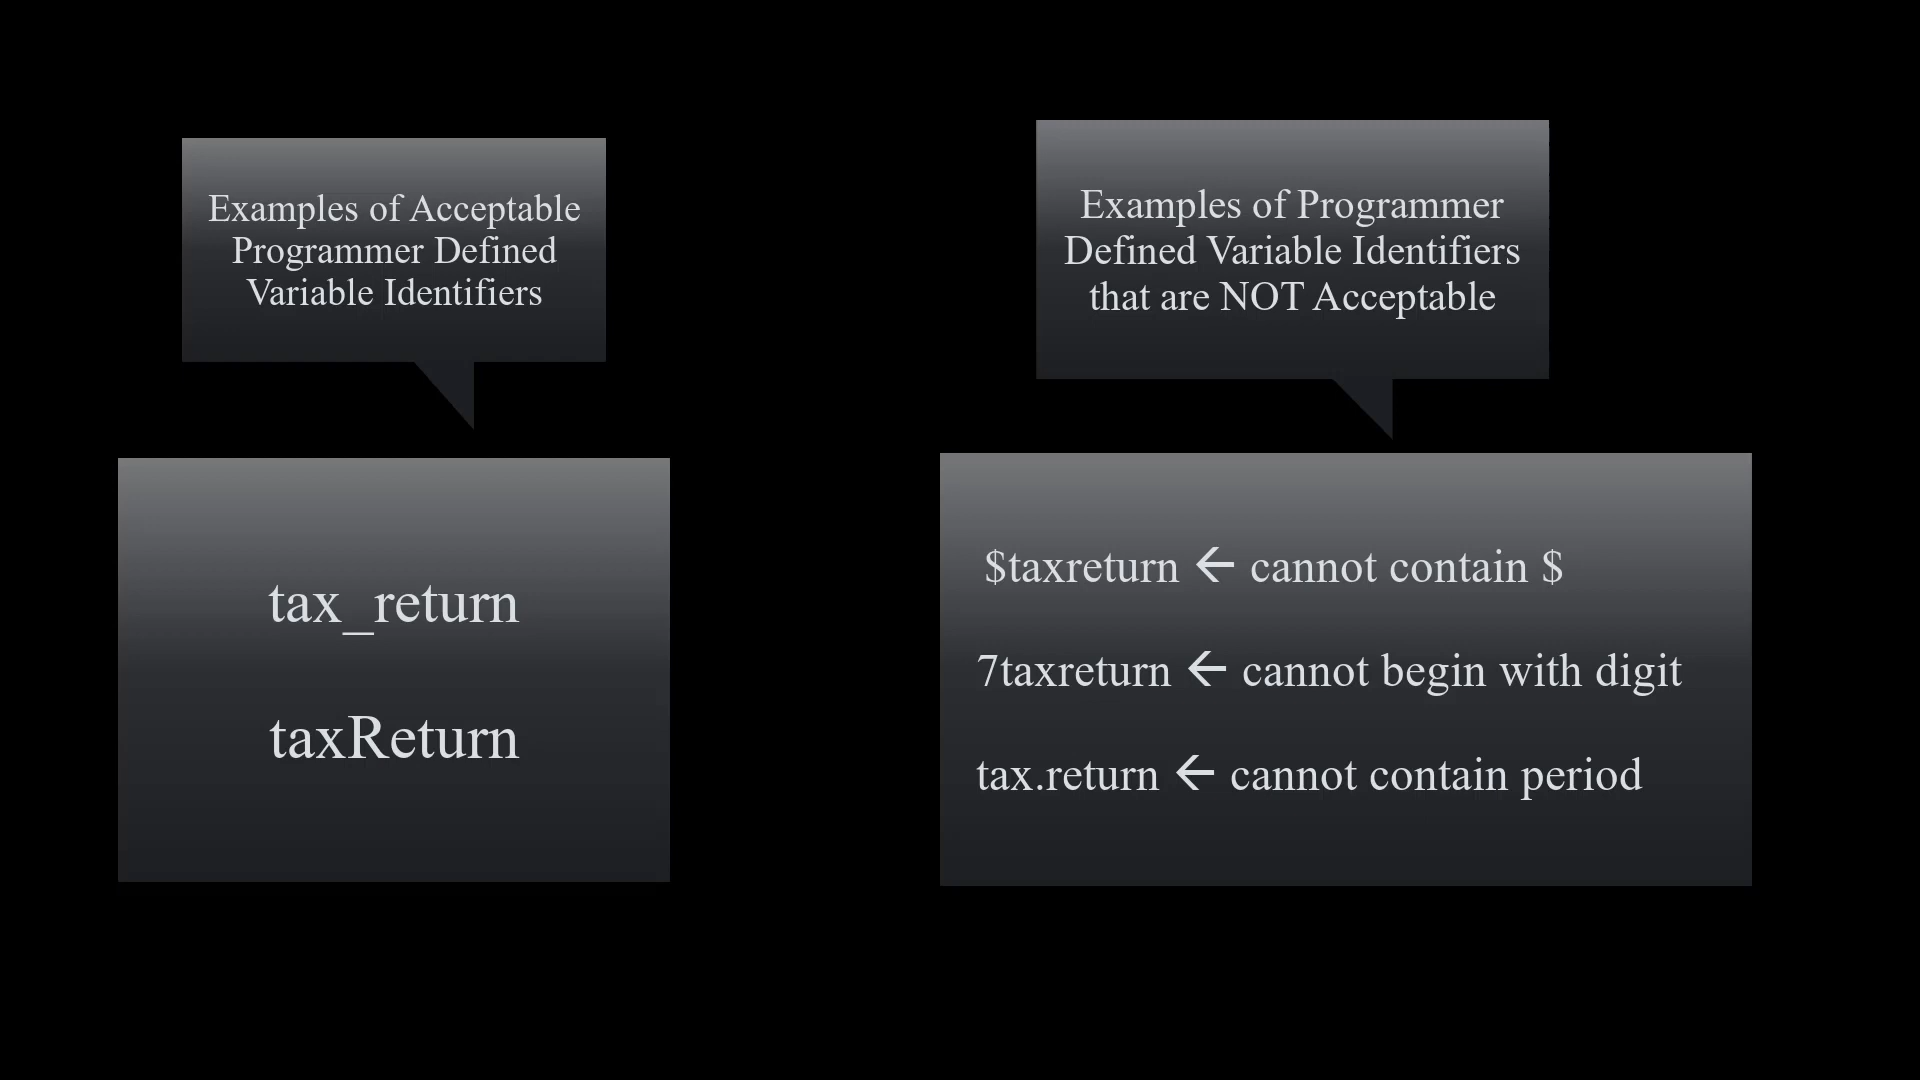 Examples of Acceptable
Programmer Defined
Variable Identifiers
tax_return
taxReturn
Examples of Programmer
Defined Variable Identifiers
that are NOT Acceptable
$taxreturn ← cannot contain $
7taxreturn ← cannot begin with digit
tax.return ← cannot contain period